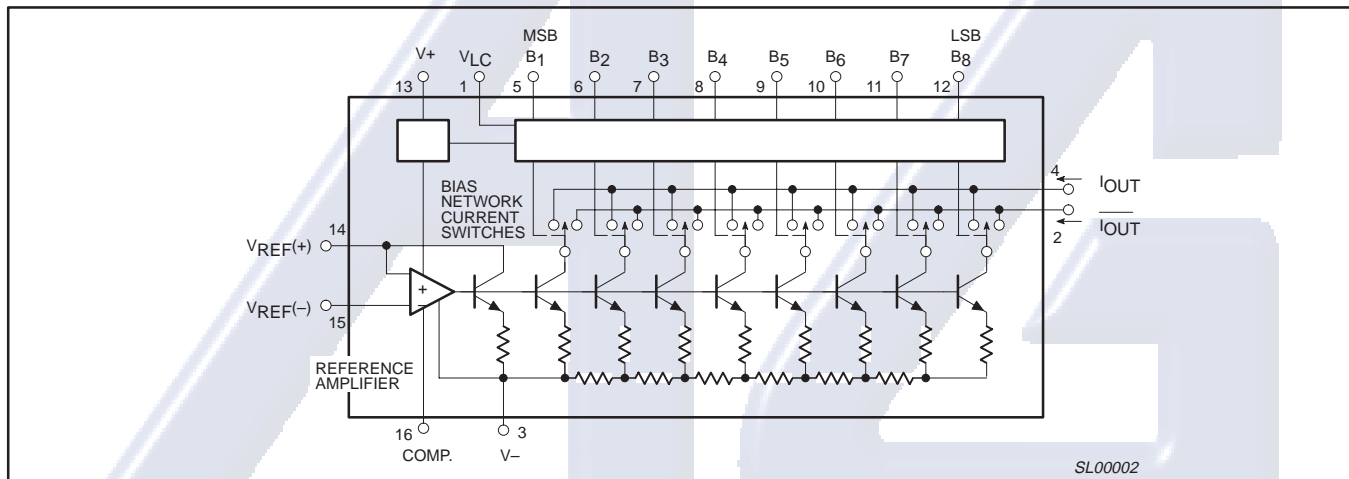 MSB LSB
V+ VLC B1 B2 B3 B4 B5 B6 B7 B8
13 1 5 6 7 8 9 10 11 12
4
IOUT
BIAS
NETWORK
CURRENT
SWITCHES
2
IOUT
14
VREF(+)
+
−
VREF(–)
15
REFERENCE
AMPLIFIER
16 3
COMP. V–
SL00002